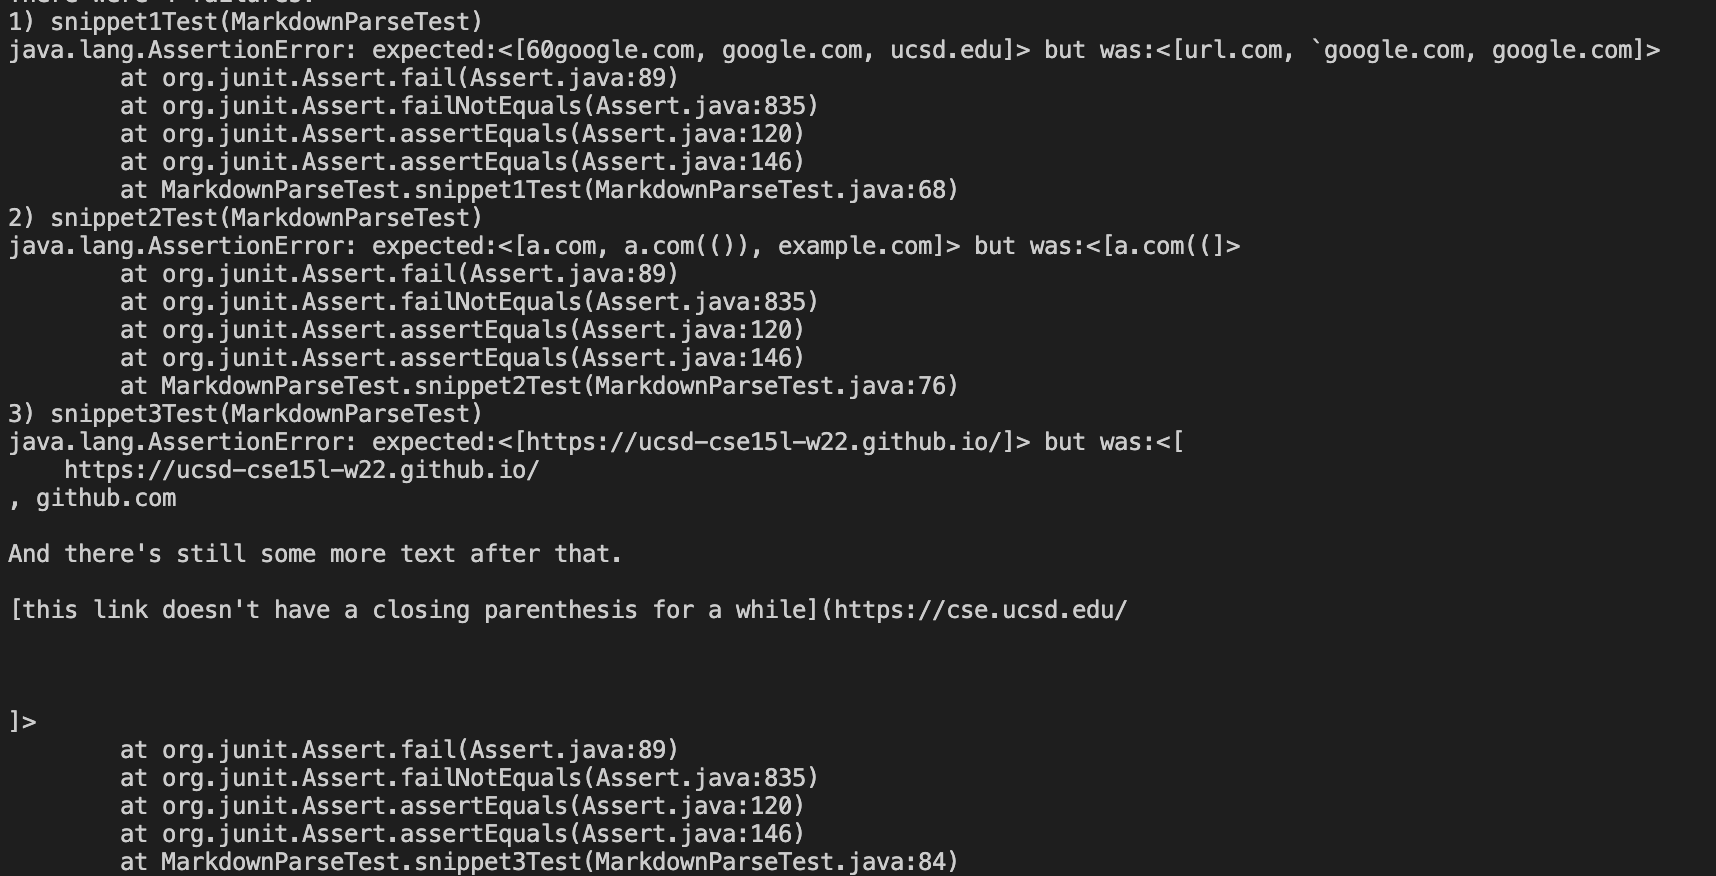 There were 4 failures:
1) snippet1Test(MarkdownParseTest)
java.lang.AssertionError: expected:<[60google.com, google.com, ucsd.edu]> but was:<[url.com, `google.com, google.com]>
        at org.junit.Assert.fail(Assert.java:89)
        at org.junit.Assert.failNotEquals(Assert.java:835)
        at org.junit.Assert.assertEquals(Assert.java:120)
        at org.junit.Assert.assertEquals(Assert.java:146)
        at MarkdownParseTest.snippet1Test(MarkdownParseTest.java:68)
2) snippet2Test(MarkdownParseTest)
java.lang.AssertionError: expected:<[a.com, a.com(()), example.com]> but was:<[a.com((]>
        at org.junit.Assert.fail(Assert.java:89)
        at org.junit.Assert.failNotEquals(Assert.java:835)
        at org.junit.Assert.assertEquals(Assert.java:120)
        at org.junit.Assert.assertEquals(Assert.java:146)
        at MarkdownParseTest.snippet2Test(MarkdownParseTest.java:76)
3) snippet3Test(MarkdownParseTest)
java.lang.AssertionError: expected:<[https://ucsd-cse15l-w22.github.io/]> but was:<[
    https://ucsd-cse15l-w22.github.io/
, github.com
And there's still some more text after that.
[this link doesn't have a closing parenthesis for a while](https://cse.ucsd.edu/
]>
        at org.junit.Assert.fail(Assert.java:89)
        at org.junit.Assert.failNotEquals(Assert.java:835)
        at org.junit.Assert.assertEquals(Assert.java:120)
        at org.junit.Assert.assertEquals(Assert.java:146)
        at MarkdownParseTest.snippet3Test(MarkdownParseTest.java:84)